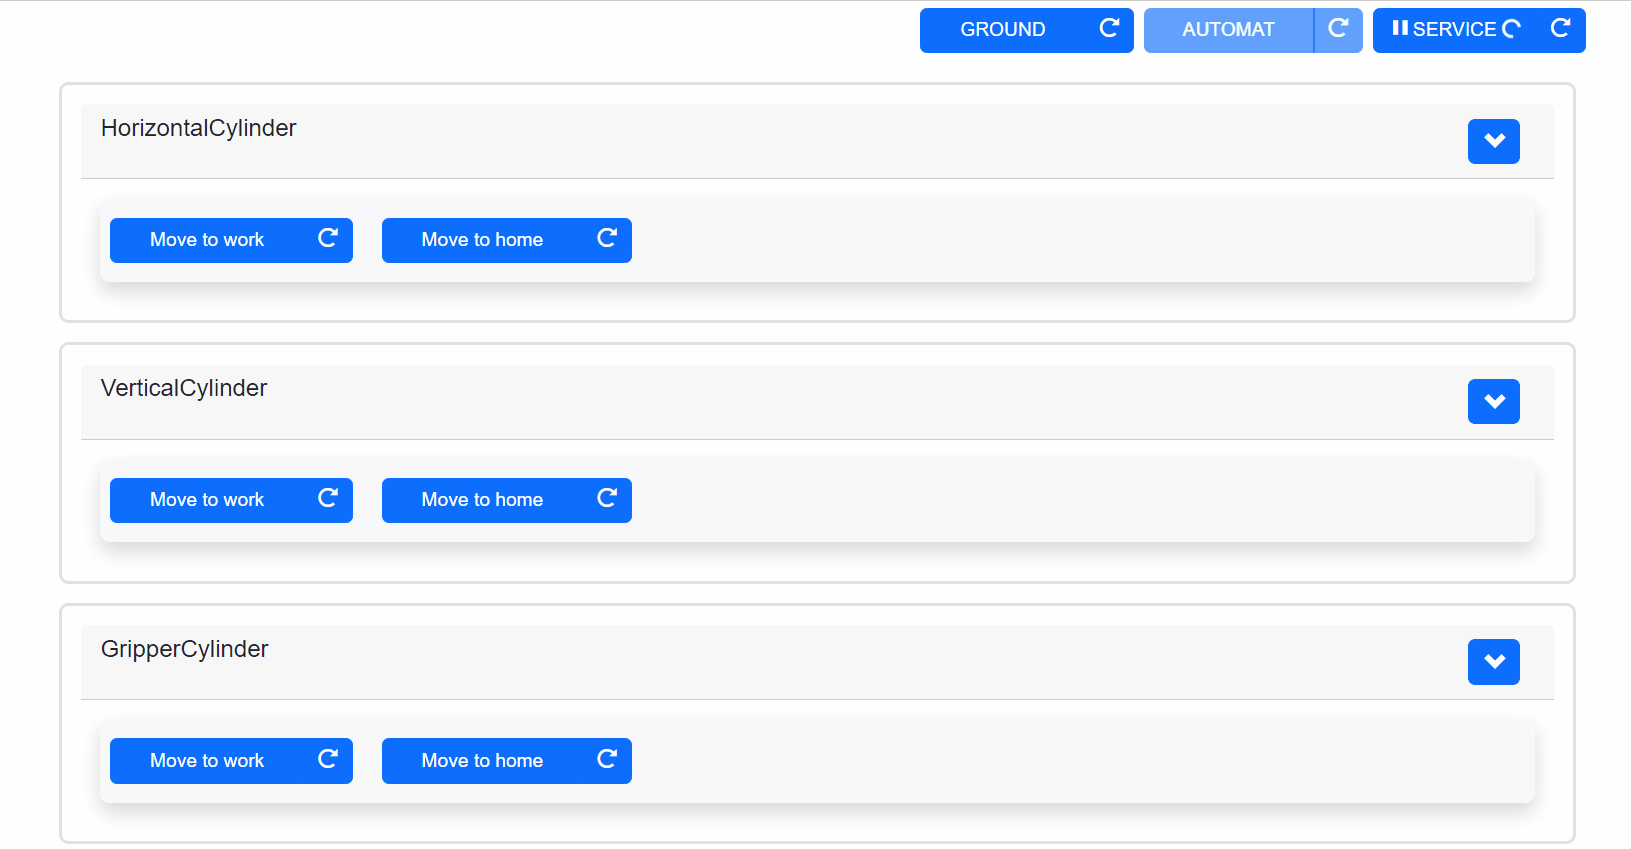 GROUND AUTOMAT SERVICE
HorizontalCylinder
Move to work Move to home
VerticalCylinder
Move to work Move to home
GripperCylinder
Move to work Move to home